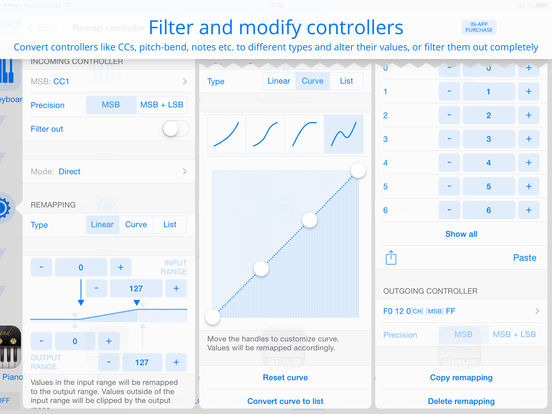 Remap controller
Filter and modify controllers
IN-APP
PURCHASE
Convert controllers like CCs, pitch-bend, notes etc. to different types and alter their values, or filter them out completely
INCOMING CONTROLLER
MSB: CC1
Precision MSB MSB + LSB
Filter out
Mode: Direct
REMAPPING
Type Linear Curve List
- 0 + INPUT
RANGE
- 127 +
- 0 +
OUTPUT
RANGE - 127 +
Values in the input range will be remapped
to the output range. Values outside of the
input range will be clipped by the output
Type Linear Curve List
Move the handles to customize curve.
Values will be remapped accordingly.
Reset curve
Convert curve to list
0 - 0 +
1 - 1 +
2 - 2 +
3 - 3 +
4 - 4 +
5 - 5 +
6 - 6 +
Show all
Paste
OUTGOING CONTROLLER
F0 12 0[CH] [MSB] FF
Precision MSB MSB + LSB
Copy remapping
Delete remapping
eyboard
Piano
OFF